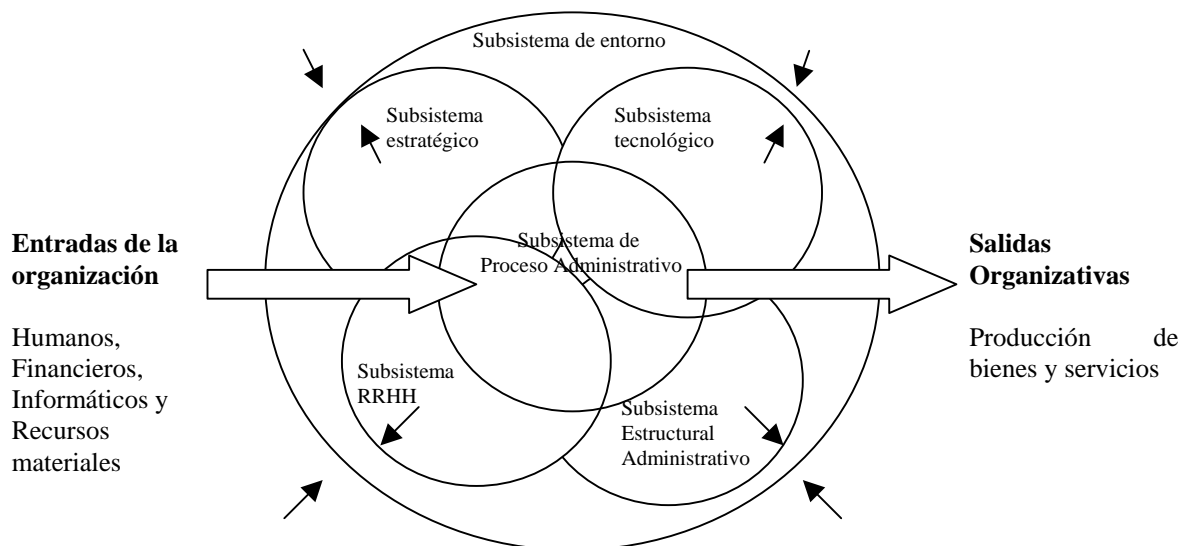 Subsistema de entorno
Subsistema
estratégico
Subsistema
tecnológico
Entradas de la
organización
Humanos,
Financieros,
Informáticos y
Recursos
materiales
Subsistema de
Proceso Administrativo
Subsistema
RRHH
Subsistema
Estructural
Administrativo
Salidas
Organizativas
Producción de
bienes y servicios